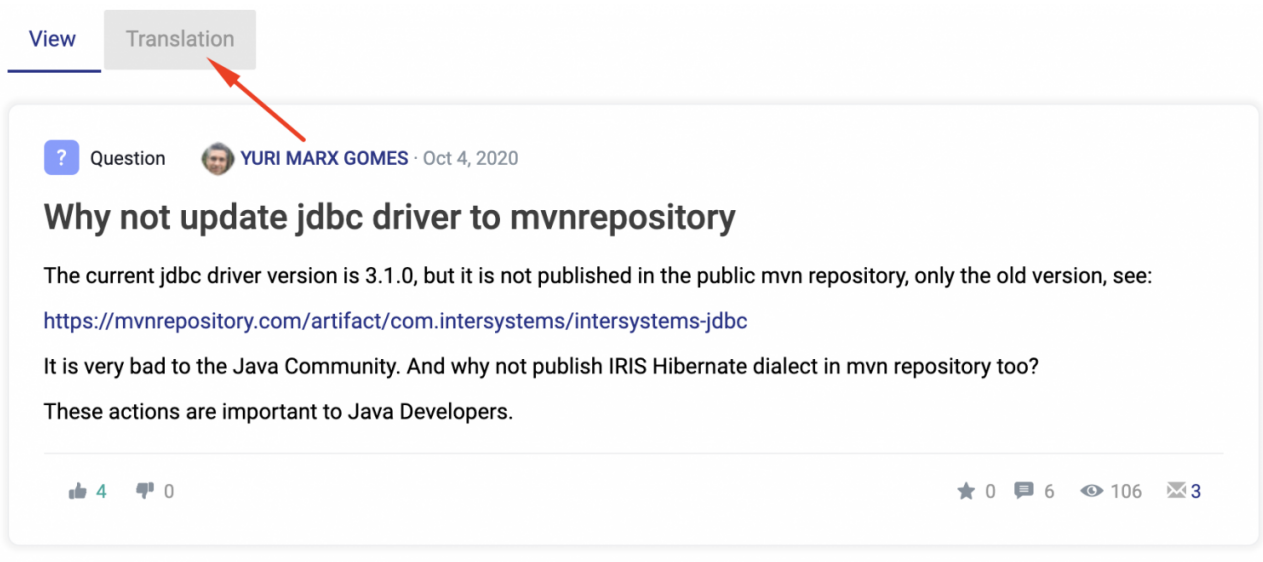 View Translation
? Question YURI MARX GOMES · Oct 4, 2020
Why not update jdbc driver to mvnrepository
The current jdbc driver version is 3.1.0, but it is not published in the public mvn repository, only the old version, see:
https://mvnrepository.com/artifact/com.intersystems/intersystems-jdbc
It is very bad to the Java Community. And why not publish IRIS Hibernate dialect in mvn repository too?
These actions are important to Java Developers.
4 0 0 6 106 3